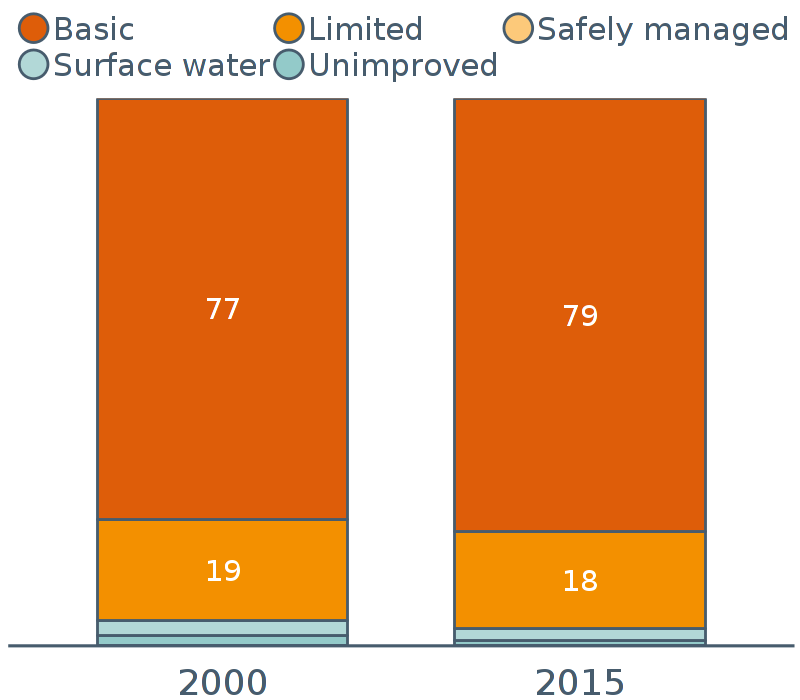 Basic Limited Safely managed
Surface water Unimproved
77 79
19 18
2000 2015